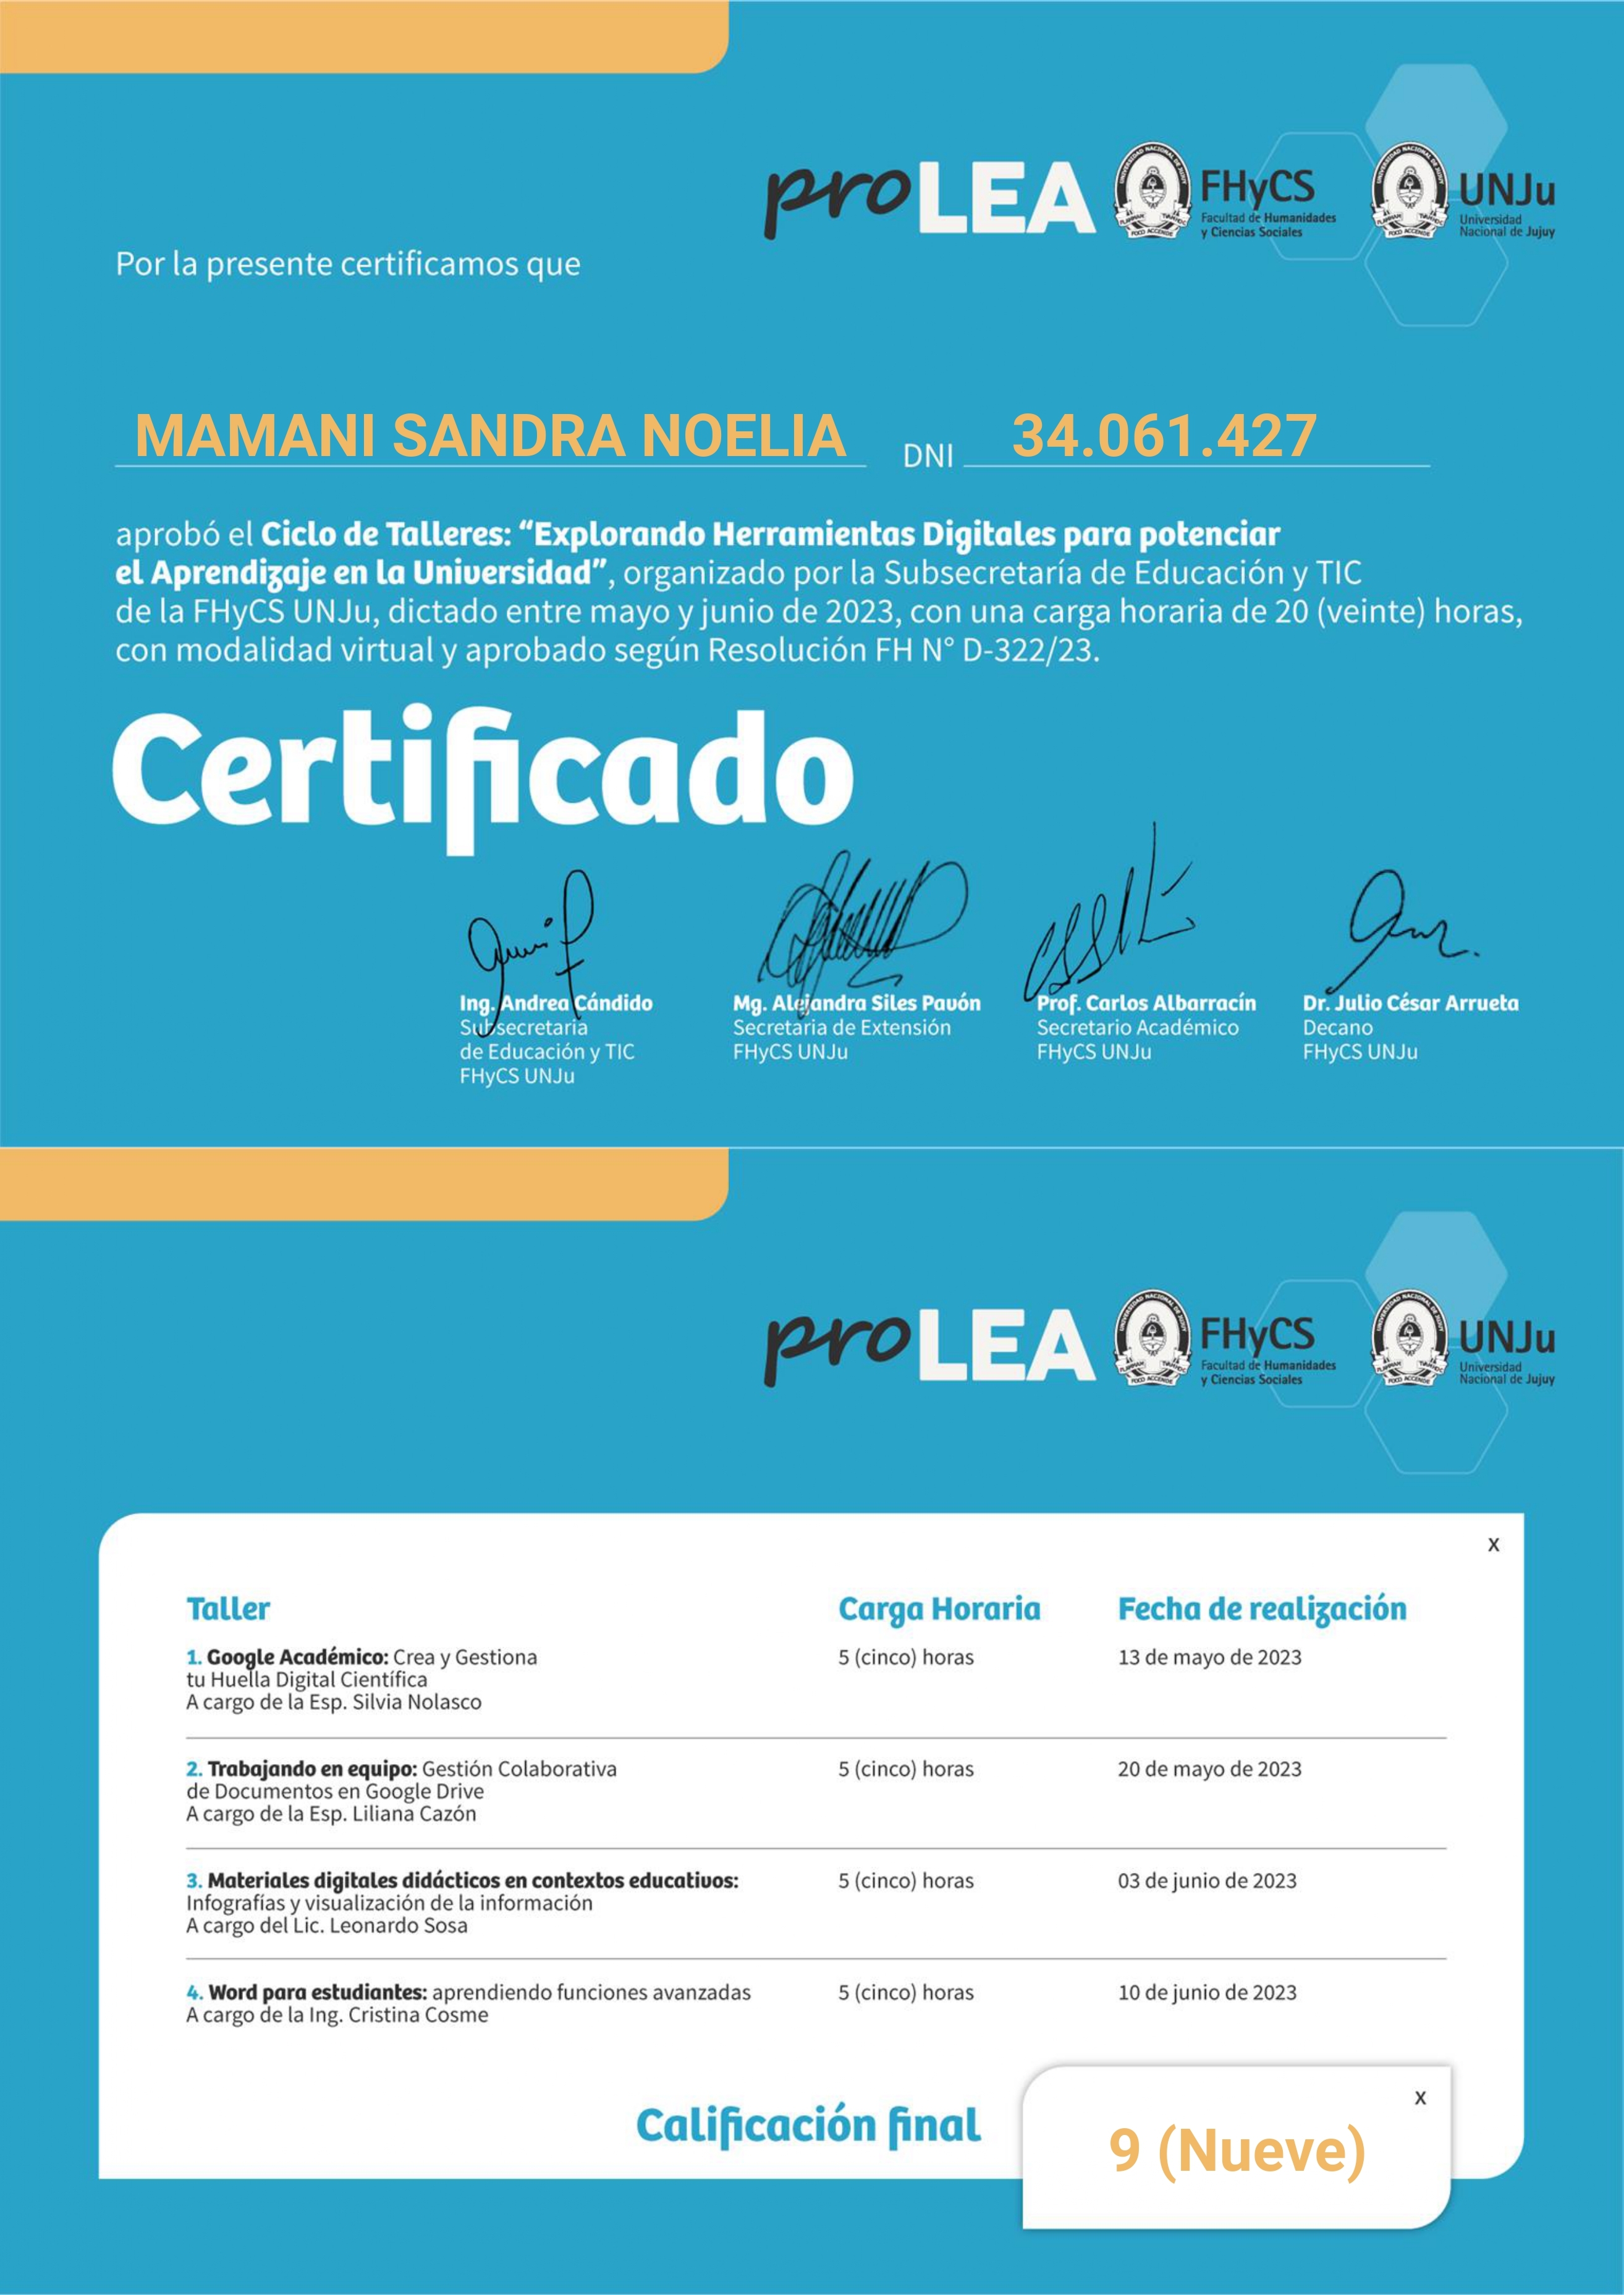 proLEA
FHyCS
Facultad de Humanidades
y Ciencias Sociales
UNJu
Universidad
Nacional de Jujuy
Por la presente certificamos que
MAMANI SANDRA NOELIA DNI 34.061.427
aprobó el Ciclo de Talleres: “Explorando Herramientas Digitales para potenciar
el Aprendizaje en la Universidad”, organizado por la Subsecretaría de Educación y TIC
de la FHyCS UNJu, dictado entre mayo y junio de 2023, con una carga horaria de 20 (veinte) horas,
con modalidad virtual y aprobado según Resolución FH N° D-322/23.
Certificado
Ing. Andrea Cándido
Subsecretaria
de Educación y TIC
FHyCS UNJu
Mg. Alejandra Siles Pavón
Secretaria de Extensión
FHyCS UNJu
Prof. Carlos Albarracín
Secretario Académico
FHyCS UNJu
Dr. Julio César Arrueta
Decano
FHyCS UNJu
proLEA
FHyCS
Facultad de Humanidades
y Ciencias Sociales
UNJu
Universidad
Nacional de Jujuy
x
Taller Carga Horaria Fecha de realización
1. Google Académico: Crea y Gestiona 5 (cinco) horas 13 de mayo de 2023
tu Huella Digital Científica
A cargo de la Esp. Silvia Nolasco
2. Trabajando en equipo: Gestión Colaborativa 5 (cinco) horas 20 de mayo de 2023
de Documentos en Google Drive
A cargo de la Esp. Liliana Cazón
3. Materiales digitales didácticos en contextos educativos: 5 (cinco) horas 03 de junio de 2023
Infografías y visualización de la información
A cargo del Lic. Leonardo Sosa
4. Word para estudiantes: aprendiendo funciones avanzadas 5 (cinco) horas 10 de junio de 2023
A cargo de la Ing. Cristina Cosme
x
Calificación final 9 (Nueve)